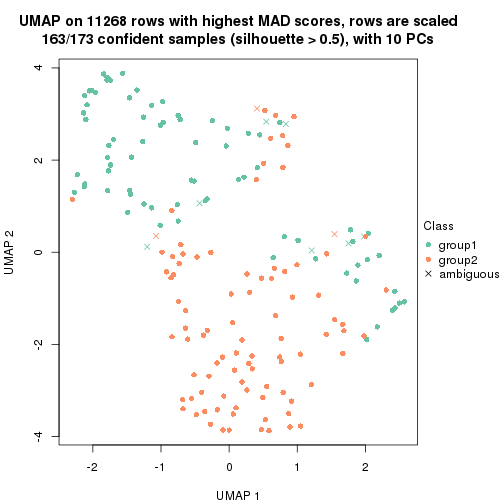 UMAP on 11268 rows with highest MAD scores, rows are scaled
163/173 confident samples (silhouette > 0.5), with 10 PCs
4
2
0
-2
-4
-2
-1
0
1
2
UMAP 1
UMAP 2
Class
group1
group2
ambiguous